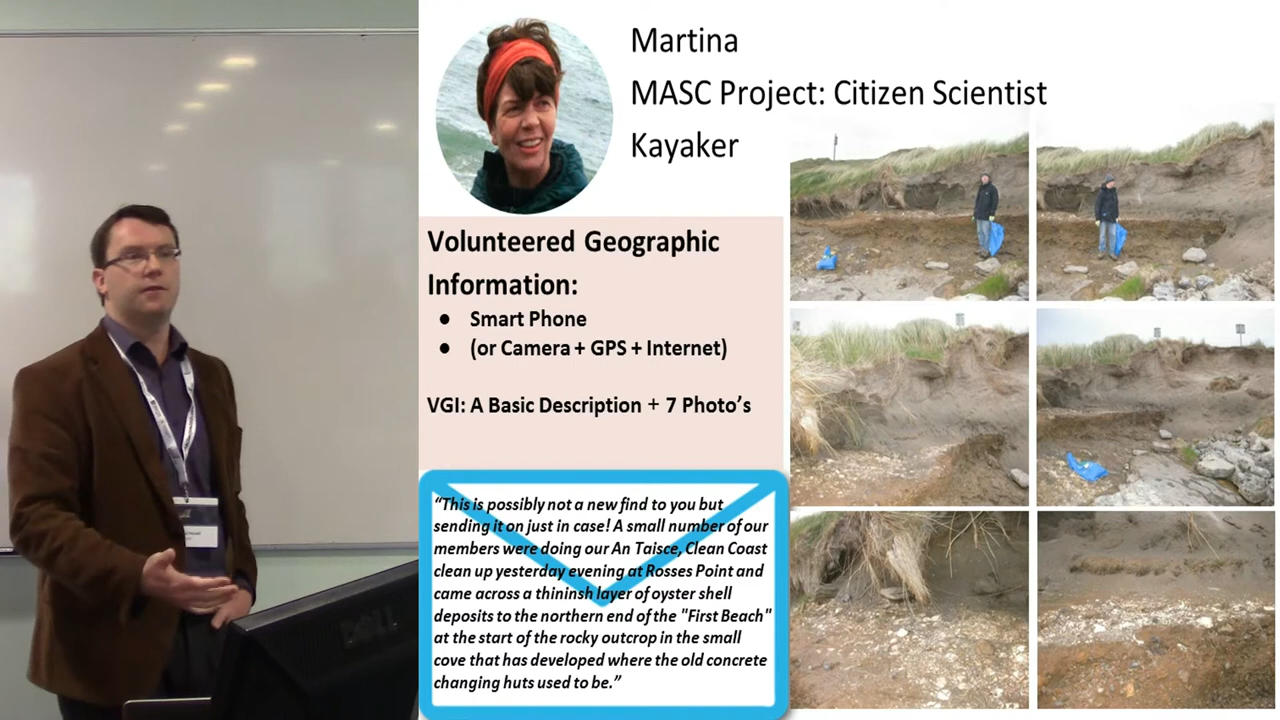 Martina
MASC Project: Citizen Scientist
Kayaker
Volunteered Geographic
Information:
● Smart Phone
● (or Camera + GPS + Internet)
VGI: A Basic Description + 7 Photo's
“This is possibly not a new find to you but
sending it on just in case! A small number of our
members were doing our An Taisce, Clean Coast
clean up yesterday evening at Rosses Point and
came across a thininsh layer of oyster shell
deposits to the northern end of the "First Beach"
at the start of the rocky outcrop in the small
cove that has developed where the old concrete
changing huts used to be.”
DELL